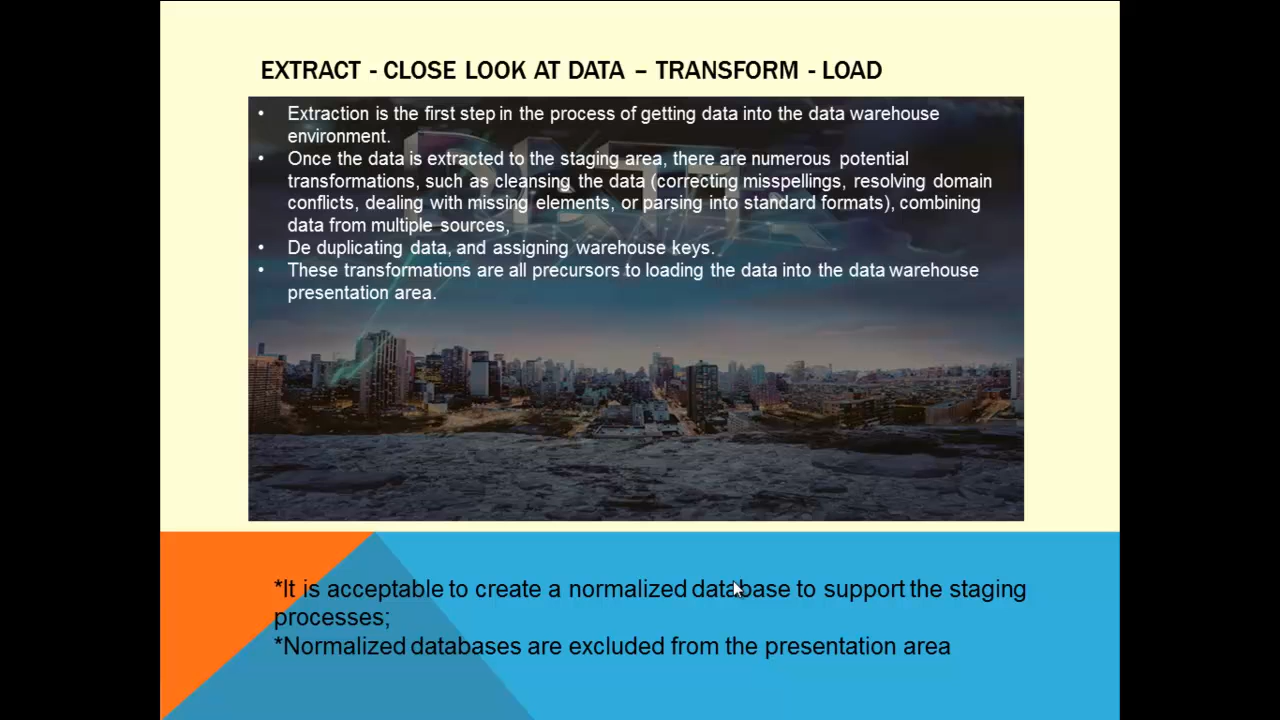 EXTRACT - CLOSE LOOK AT DATA – TRANSFORM - LOAD
• Extraction is the first step in the process of getting data into the data warehouse
environment.
• Once the data is extracted to the staging area, there are numerous potential
transformations, such as cleansing the data (correcting misspellings, resolving domain
conflicts, dealing with missing elements, or parsing into standard formats), combining
data from multiple sources,
• De duplicating data, and assigning warehouse keys.
• These transformations are all precursors to loading the data into the data warehouse
presentation area.
DATA
*It is acceptable to create a normalized database to support the staging
processes;
*Normalized databases are excluded from the presentation area